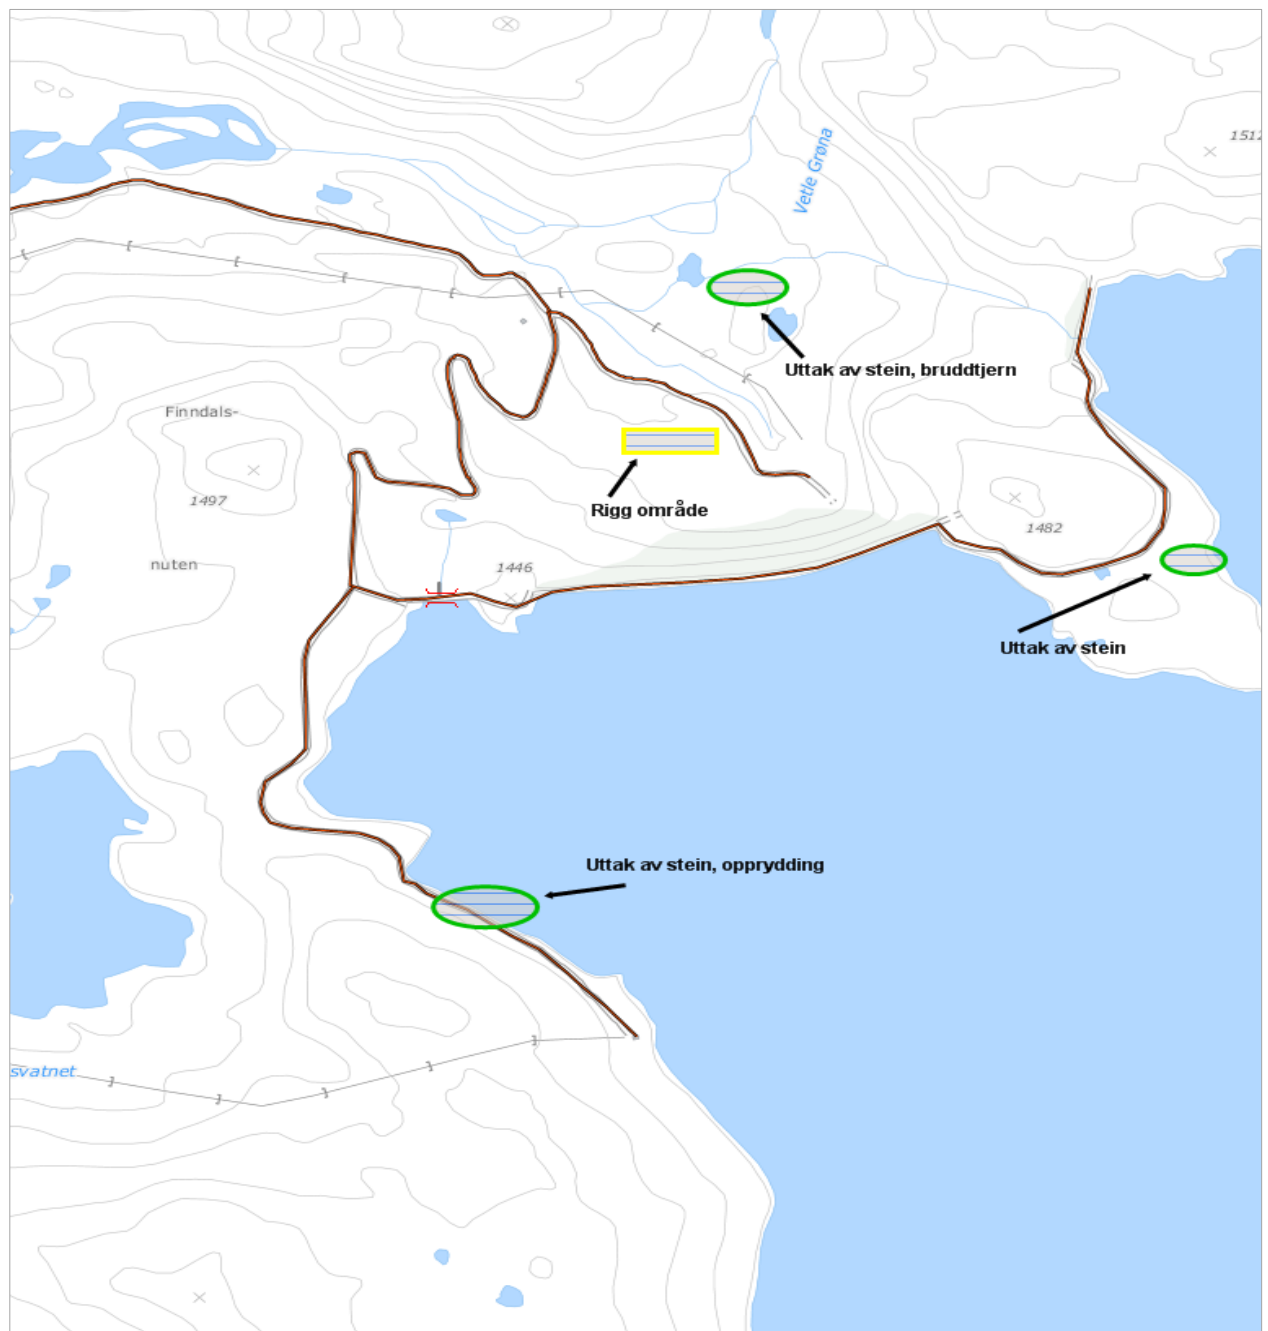 1512
Vetle Grøna
Uttak av stein, bruddtjern
Finndals-
1497
Rigg område
1482
nuten
1446
Uttak av stein
Uttak av stein, opprydding
svatnet